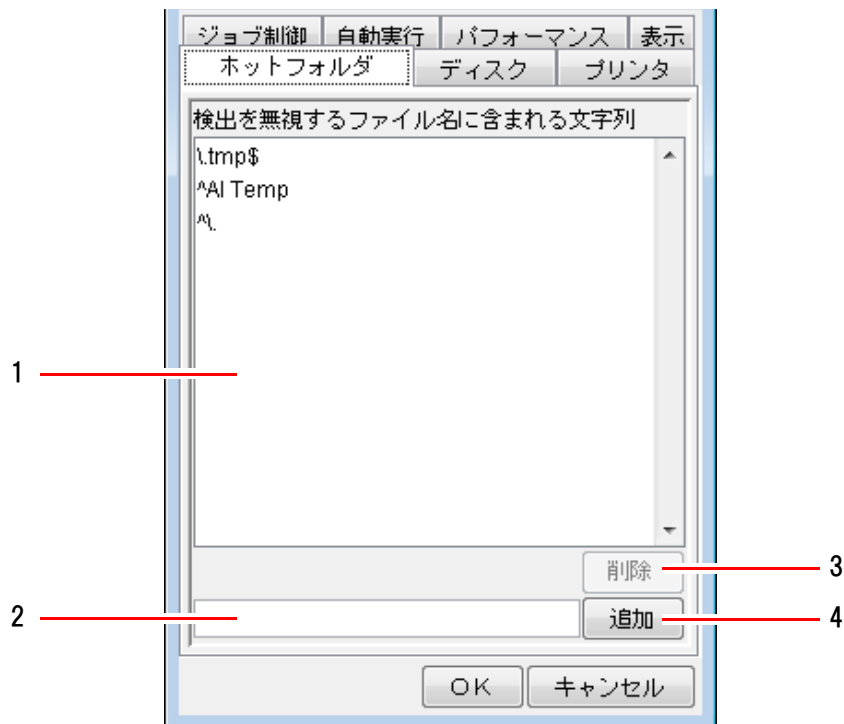 ジョブ制御 自動実行 パフォーマンス 表示
ホットフォルダ ディスク プリンタ
検出を無視するファイル名に含まれる文字列
\.tmp$
^AI Temp
^\.
1
削除 3
2 追加 4
OK キャンセル